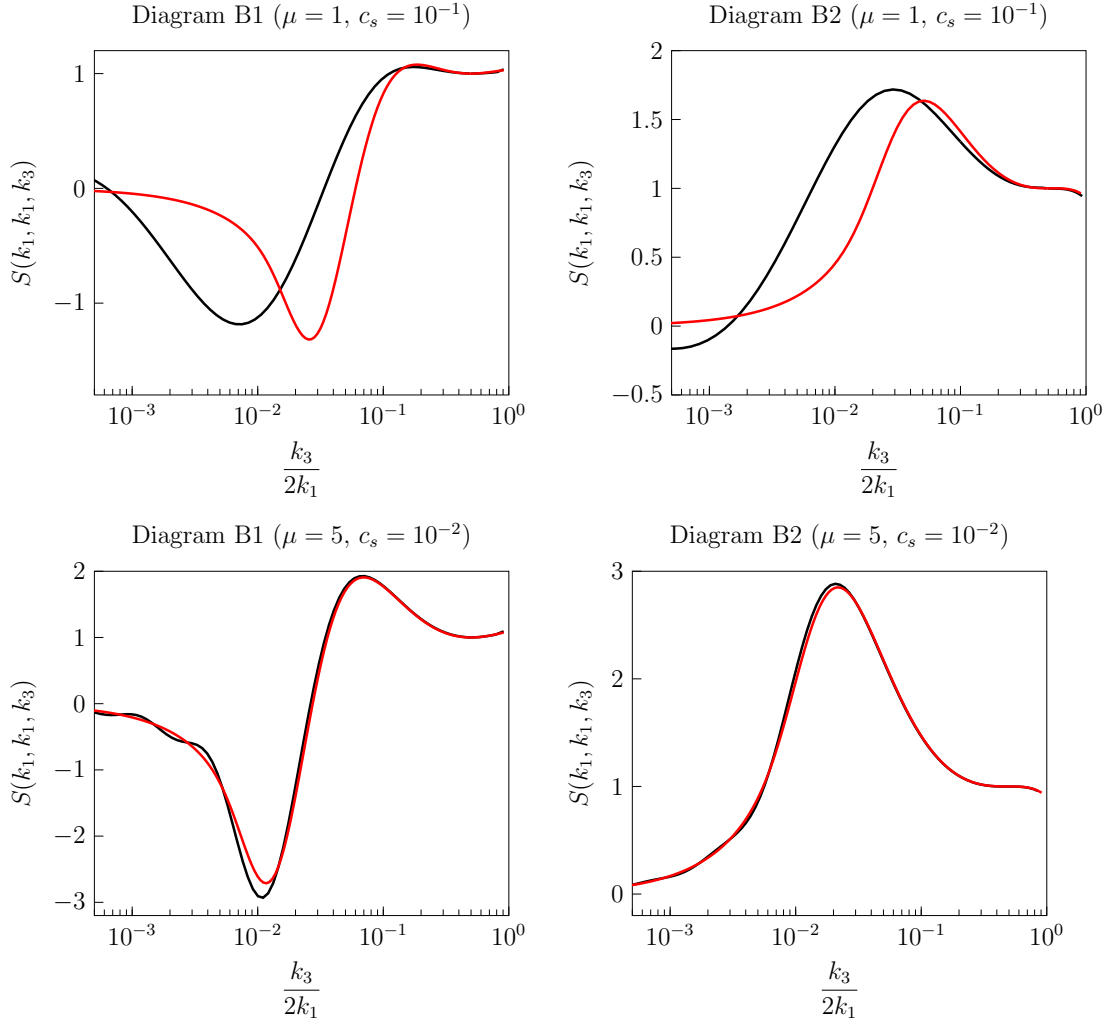 Diagram B1 (μ = 1, c_s = 10^{-1})
1
0
−1
S(k_1, k_1, k_3)
10^{-3} 10^{-2} 10^{-1} 10^0
k_3
2k_1
Diagram B2 (μ = 1, c_s = 10^{-1})
2
1.5
1
0.5
0
−0.5
S(k_1, k_1, k_3)
10^{-3} 10^{-2} 10^{-1} 10^0
k_3
2k_1
Diagram B1 (μ = 5, c_s = 10^{-2})
2
1
0
−1
−2
−3
S(k_1, k_1, k_3)
10^{-3} 10^{-2} 10^{-1} 10^0
k_3
2k_1
Diagram B2 (μ = 5, c_s = 10^{-2})
3
2
1
0
S(k_1, k_1, k_3)
10^{-3} 10^{-2} 10^{-1} 10^0
k_3
2k_1